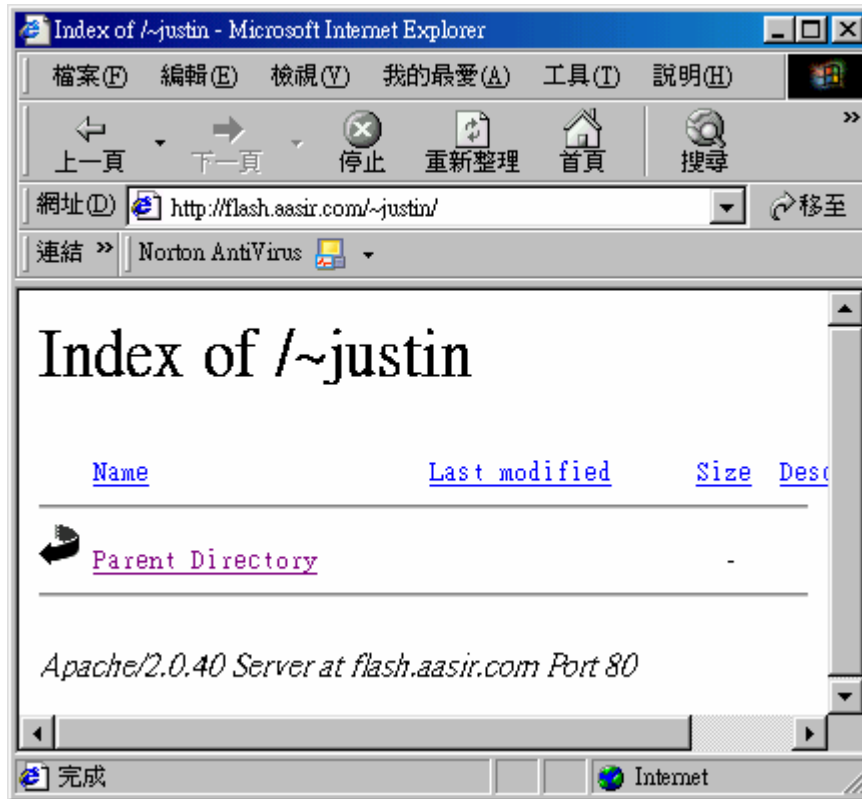 Index of /~justin - Microsoft Internet Explorer
檔案(F) 編輯(E) 檢視(V) 我的最愛(A) 工具(T) 說明(H)
上一頁 下一頁 停止 重新整理 首頁 搜尋 »
網址(D) http://flash.aasir.com/~justin/ 移至
連結 » Norton AntiVirus
Index of /~justin
Name Last modified Size Desc
Parent Directory -
Apache/2.0.40 Server at flash.aasir.com Port 80
完成 Internet